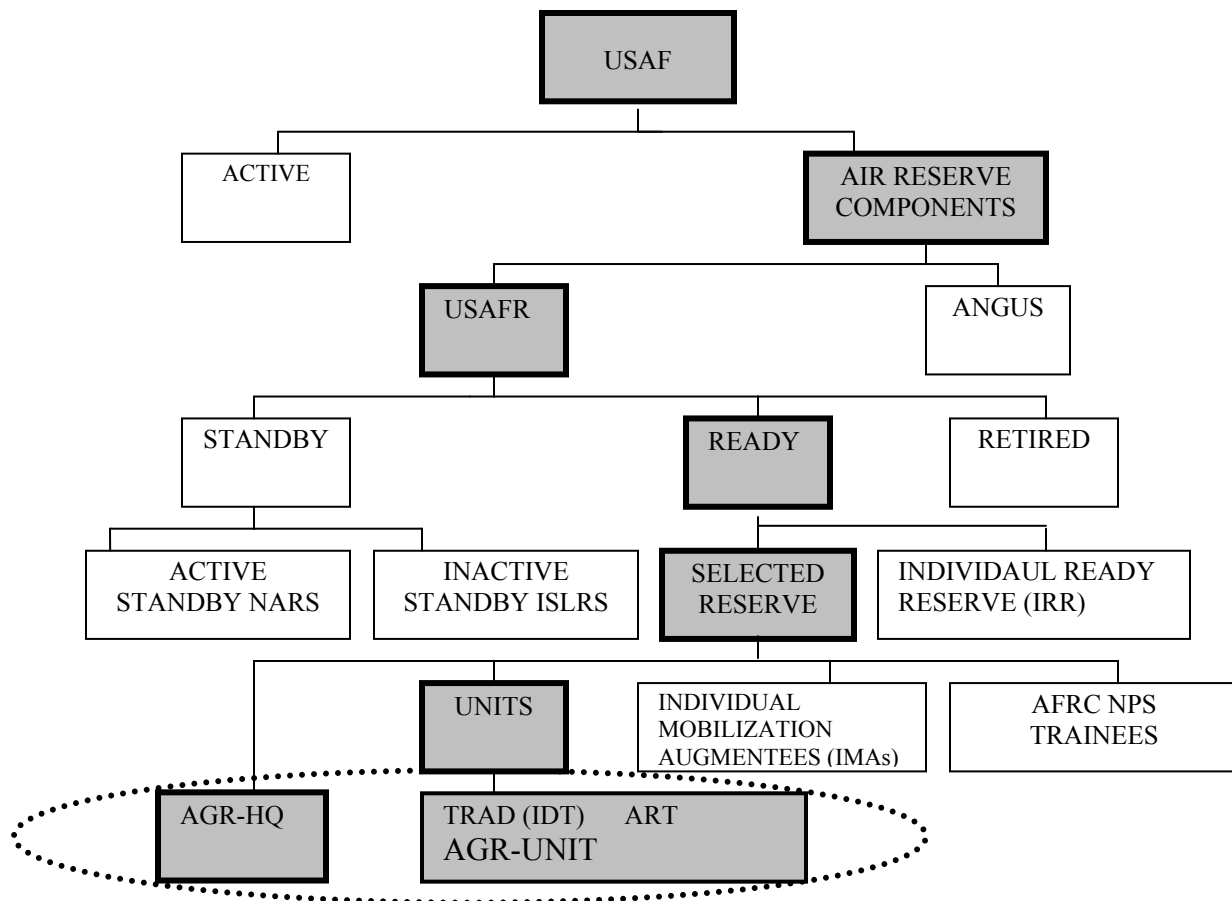 USAF
ACTIVE
AIR RESERVE
COMPONENTS
USAFR
ANGUS
STANDBY
READY
RETIRED
ACTIVE
STANDBY NARS
INACTIVE
STANDBY ISLRS
SELECTED
RESERVE
INDIVIDAUL READY
RESERVE (IRR)
UNITS
INDIVIDUAL
MOBILIZATION
AUGMENTEES (IMAs)
AFRC NPS
TRAINEES
AGR-HQ
TRAD (IDT) ART
AGR-UNIT